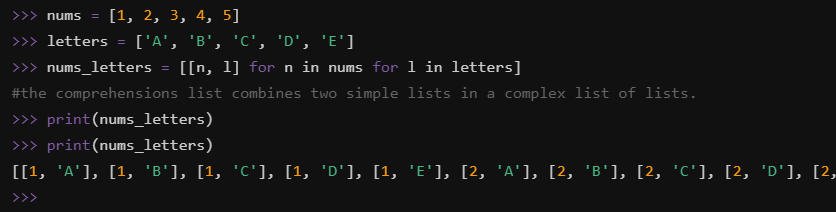 >>> nums = [1, 2, 3, 4, 5]
>>> letters = ['A', 'B', 'C', 'D', 'E']
>>> nums_letters = [[n, l] for n in nums for l in letters]
#the comprehensions list combines two simple lists in a complex list of lists.
>>> print(nums_letters)
>>> print(nums_letters)
[[1, 'A'], [1, 'B'], [1, 'C'], [1, 'D'], [1, 'E'], [2, 'A'], [2, 'B'], [2, 'C'], [2, 'D'], [2,
>>>